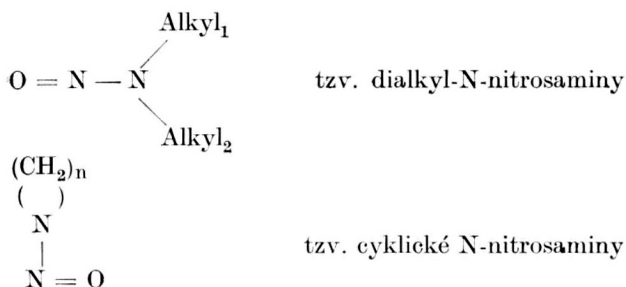 Alkyl₁
O = N — N tzv. dialkyl-N-nitrosaminy
Alkyl₂
(CH₂)ₙ
( )
N
N = O tzv. cyklické N-nitrosaminy